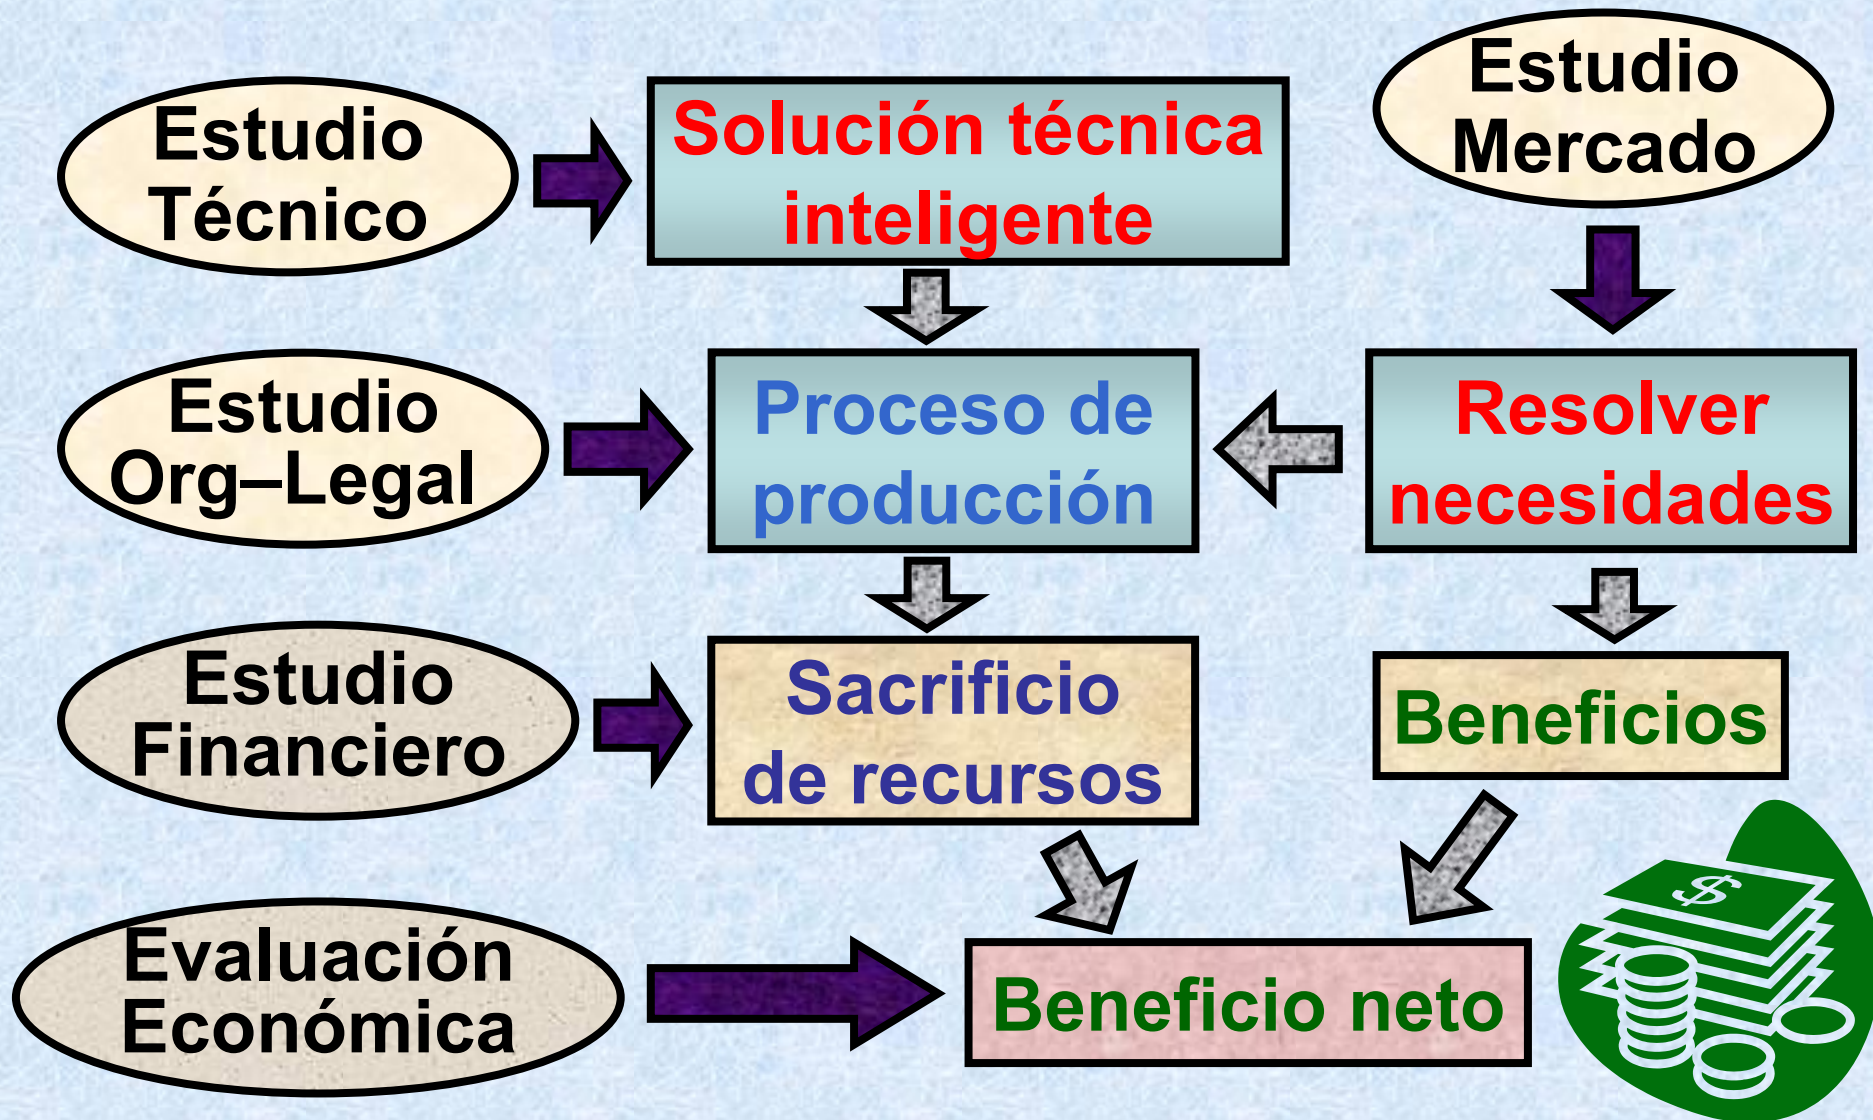 Estudio
Técnico
Solución técnica
inteligente
Estudio
Mercado
Estudio
Org–Legal
Proceso de
producción
Resolver
necesidades
Estudio
Financiero
Sacrificio
de recursos
Beneficios
Evaluación
Económica
Beneficio neto
$